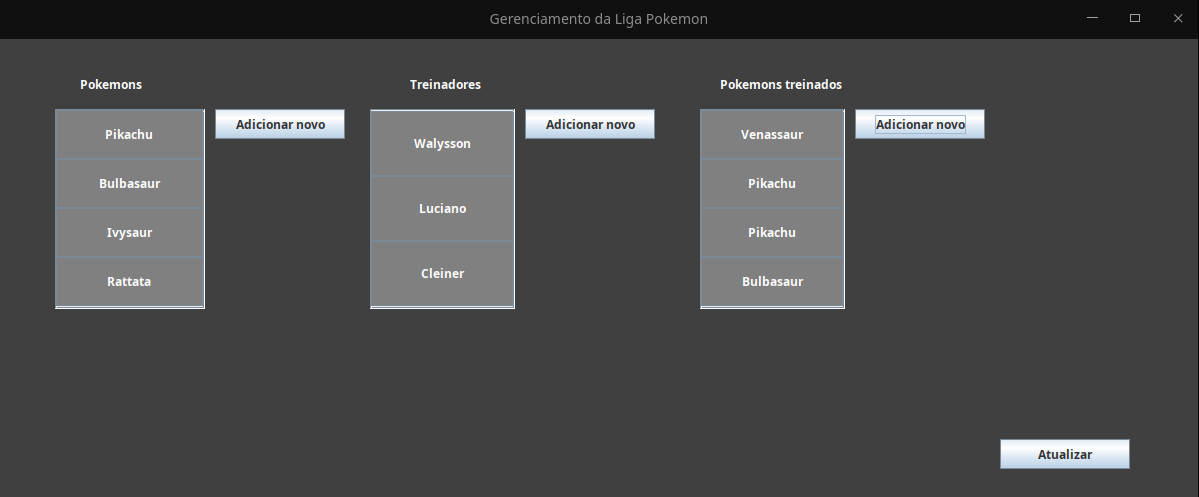 Gerenciamento da Liga Pokemon
Pokemons
Treinadores
Pokemons treinados
Pikachu
Bulbasaur
Ivysaur
Rattata
Adicionar novo
Walysson
Luciano
Cleiner
Adicionar novo
Venassaur
Pikachu
Pikachu
Bulbasaur
Adicionar novo
Atualizar